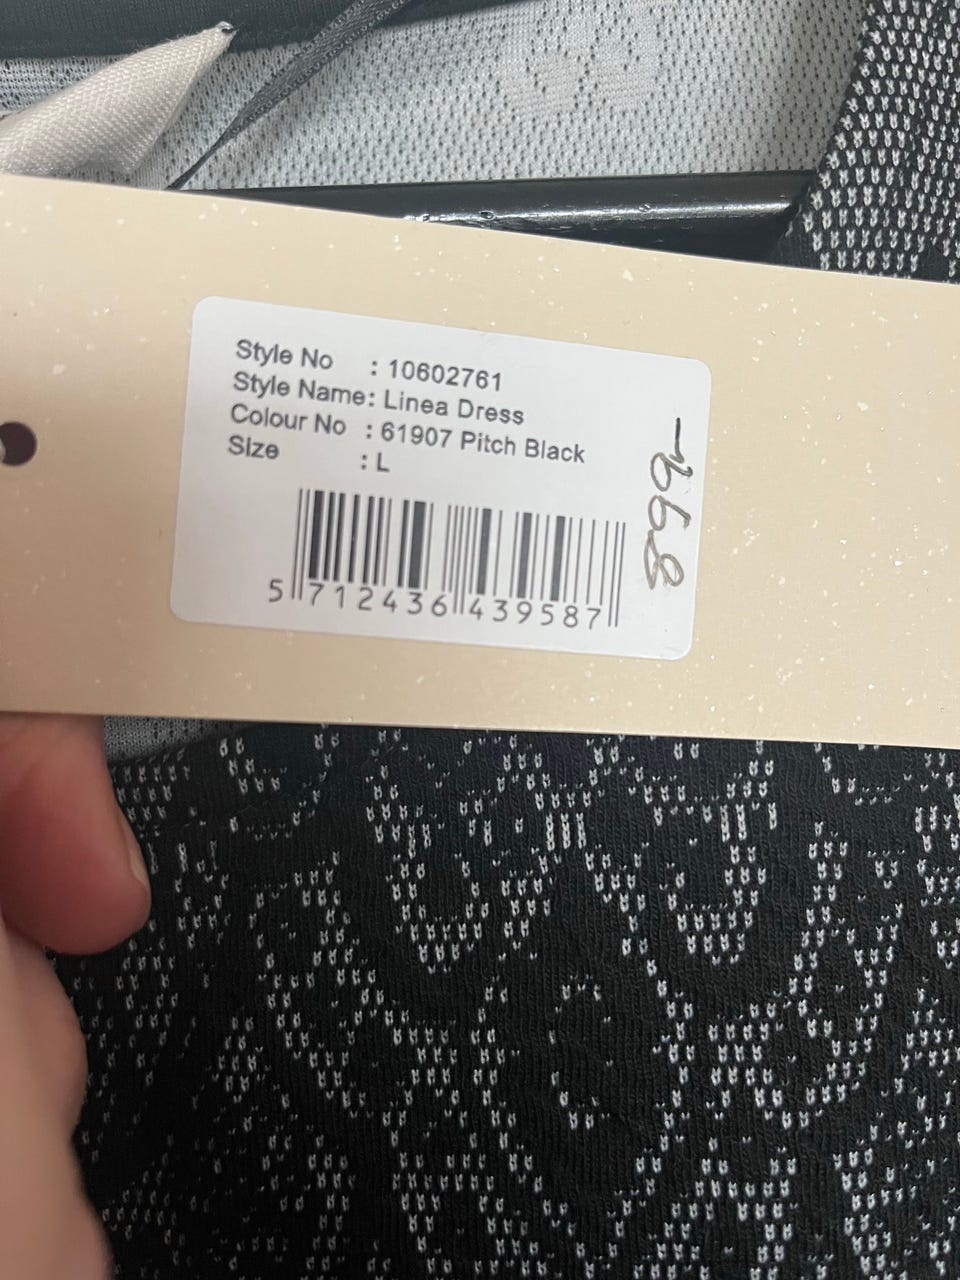 Style No : 10602761
Style Name: Linea Dress
Colour No : 61907 Pitch Black
Size : L
5 712436 439587
899,-